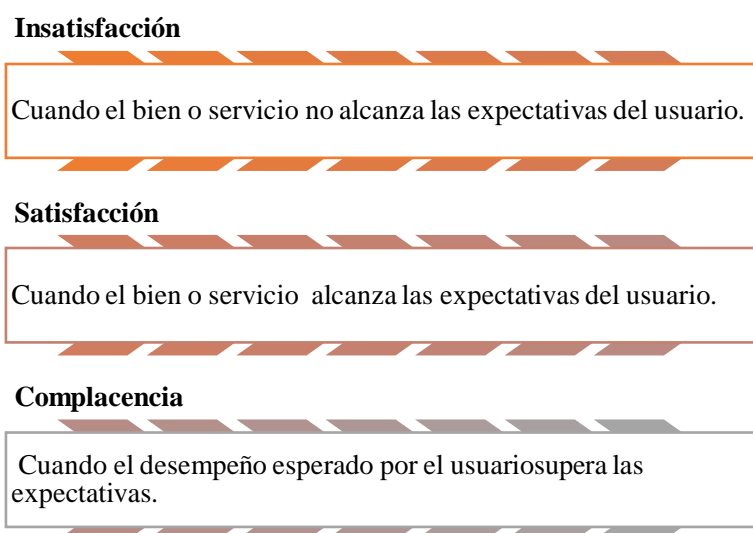 Insatisfacción
Cuando el bien o servicio no alcanza las expectativas del usuario.
Satisfacción
Cuando el bien o servicio  alcanza las expectativas del usuario.
Complacencia
Cuando el desempeño esperado por el usuariosupera las
expectativas.